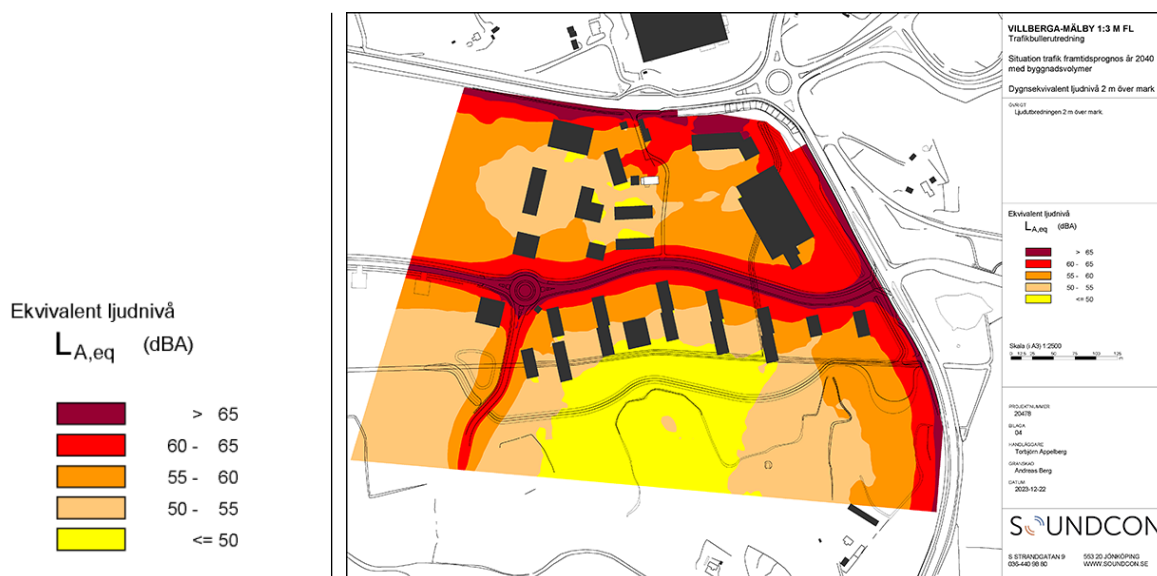 Ekvivalent ljudnivå
LA,eq (dBA)
> 65
60 - 65
55 - 60
50 - 55
<= 50
VILLBERGA-MÄLBY 1:3 M FL
Trafikbullerutredning
Situation trafik framtidsprognos år 2040
med byggnadsvolymer
Dygnsekvivalent ljudnivå 2 m över mark
ÖVRIGT
Ljudutbredningen 2 m över mark.
Ekvivalent ljudnivå
LA,eq (dBA)
> 65
60 - 65
55 - 60
50 - 55
<= 50
Skala (i A3) 1:2500
PROJEKTNUMMER
20478
BILAGA
04
HANDLÄGGARE
Torbjörn Appelberg
GRANSKAD
Andreas Berg
DATUM
2023-12-22
SOUNDCON
S STRANDGATAN 9 553 20 JÖNKÖPING
036-440 98 80 WWW.SOUNDCON.SE